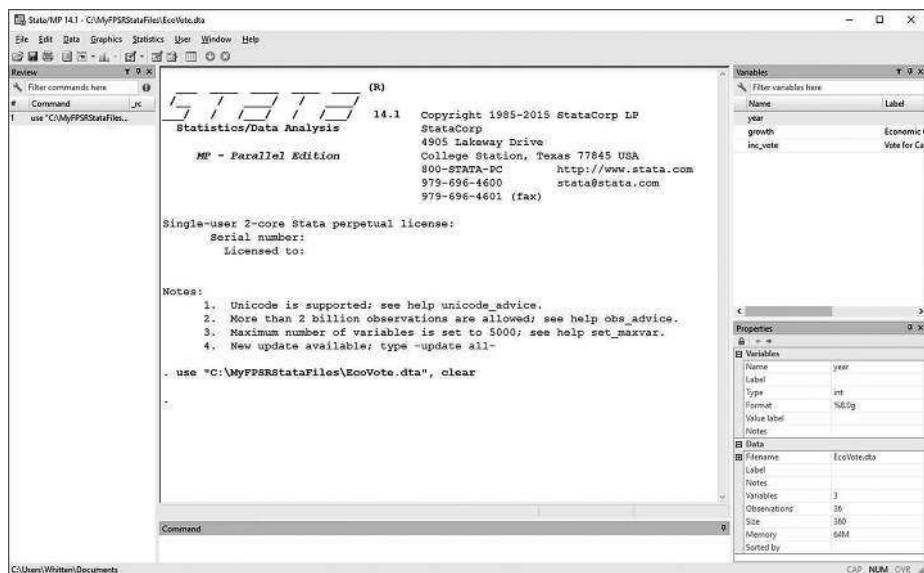 Stata/MP 14.1 - C:\MyFPSRStataFiles\EcoVote.dta
File Edit Data Graphics Statistics User Window Help
Review
Filter commands here
# Command _rc
1 use "C:\MyFPSRStataFiles...
(R)
STATA
14.1 Copyright 1985-2015 StataCorp LP
Statistics/Data Analysis StataCorp
4905 Lakeway Drive
MP - Parallel Edition College Station, Texas 77845 USA
800-STATA-PC http://www.stata.com
979-696-4600 stata@stata.com
979-696-4601 (fax)
Single-user 2-core Stata perpetual license:
Serial number:
Licensed to:
Notes:
1. Unicode is supported; see help unicode_advice.
2. More than 2 billion observations are allowed; see help obs_advice.
3. Maximum number of variables is set to 5000; see help set_maxvar.
4. New update available; type -update all-
. use "C:\MyFPSRStataFiles\EcoVote.dta", clear
.
Command
Variables
Filter variables here
Name Label
year
growth Economic
inc_vote Vote for Ca
Properties
Variables
Name year
Label
Type int
Format %8.0g
Value label
Notes
Data
Filename EcoVote.dta
Label
Notes
Variables 3
Observations 36
Size 360
Memory 64M
Sorted by
C:\Users\Whitten\Documents
CAP NUM OVR